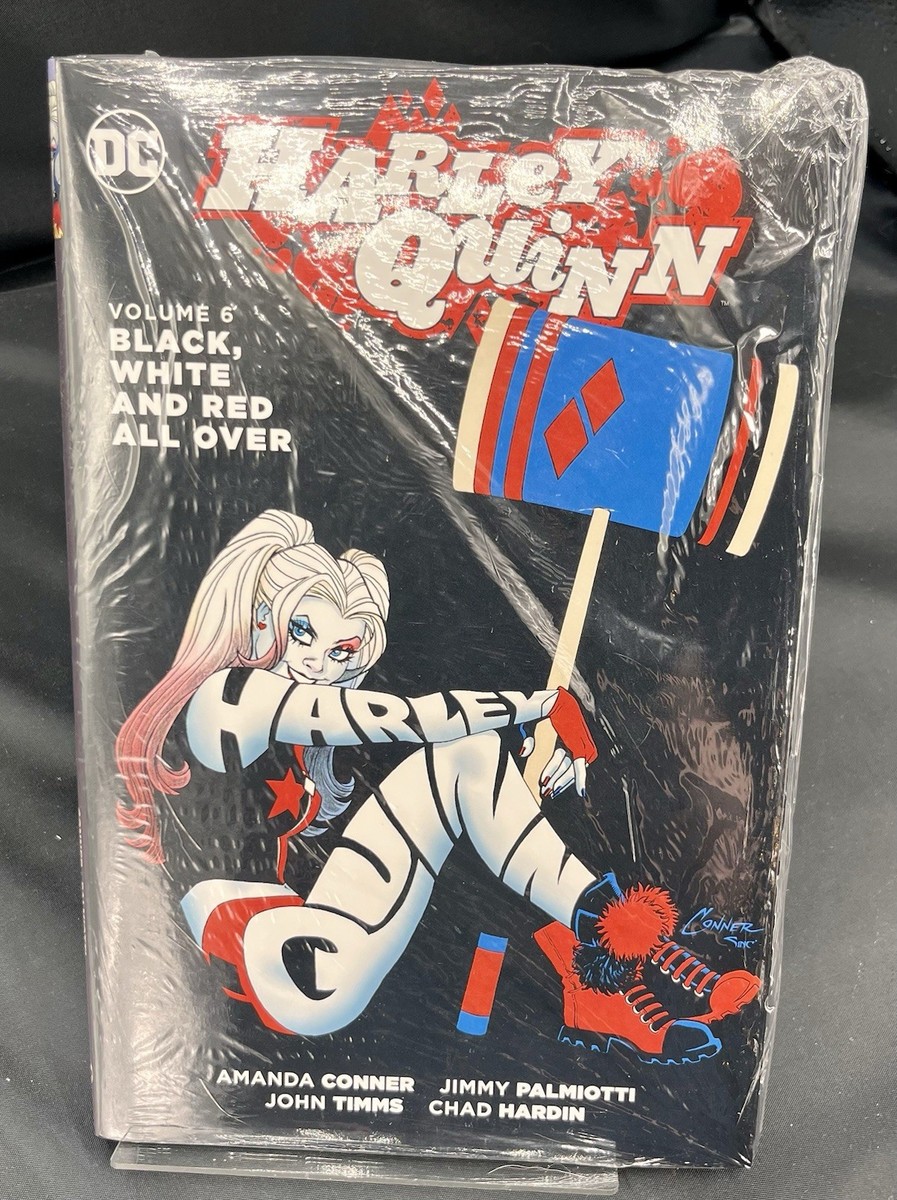 DC
HARLEY
QUINN
™
VOLUME 6
BLACK,
WHITE
AND RED
ALL OVER
HARLEY
QUINN
CONNER
AMANDA CONNER JIMMY PALMIOTTI
JOHN TIMMS CHAD HARDIN